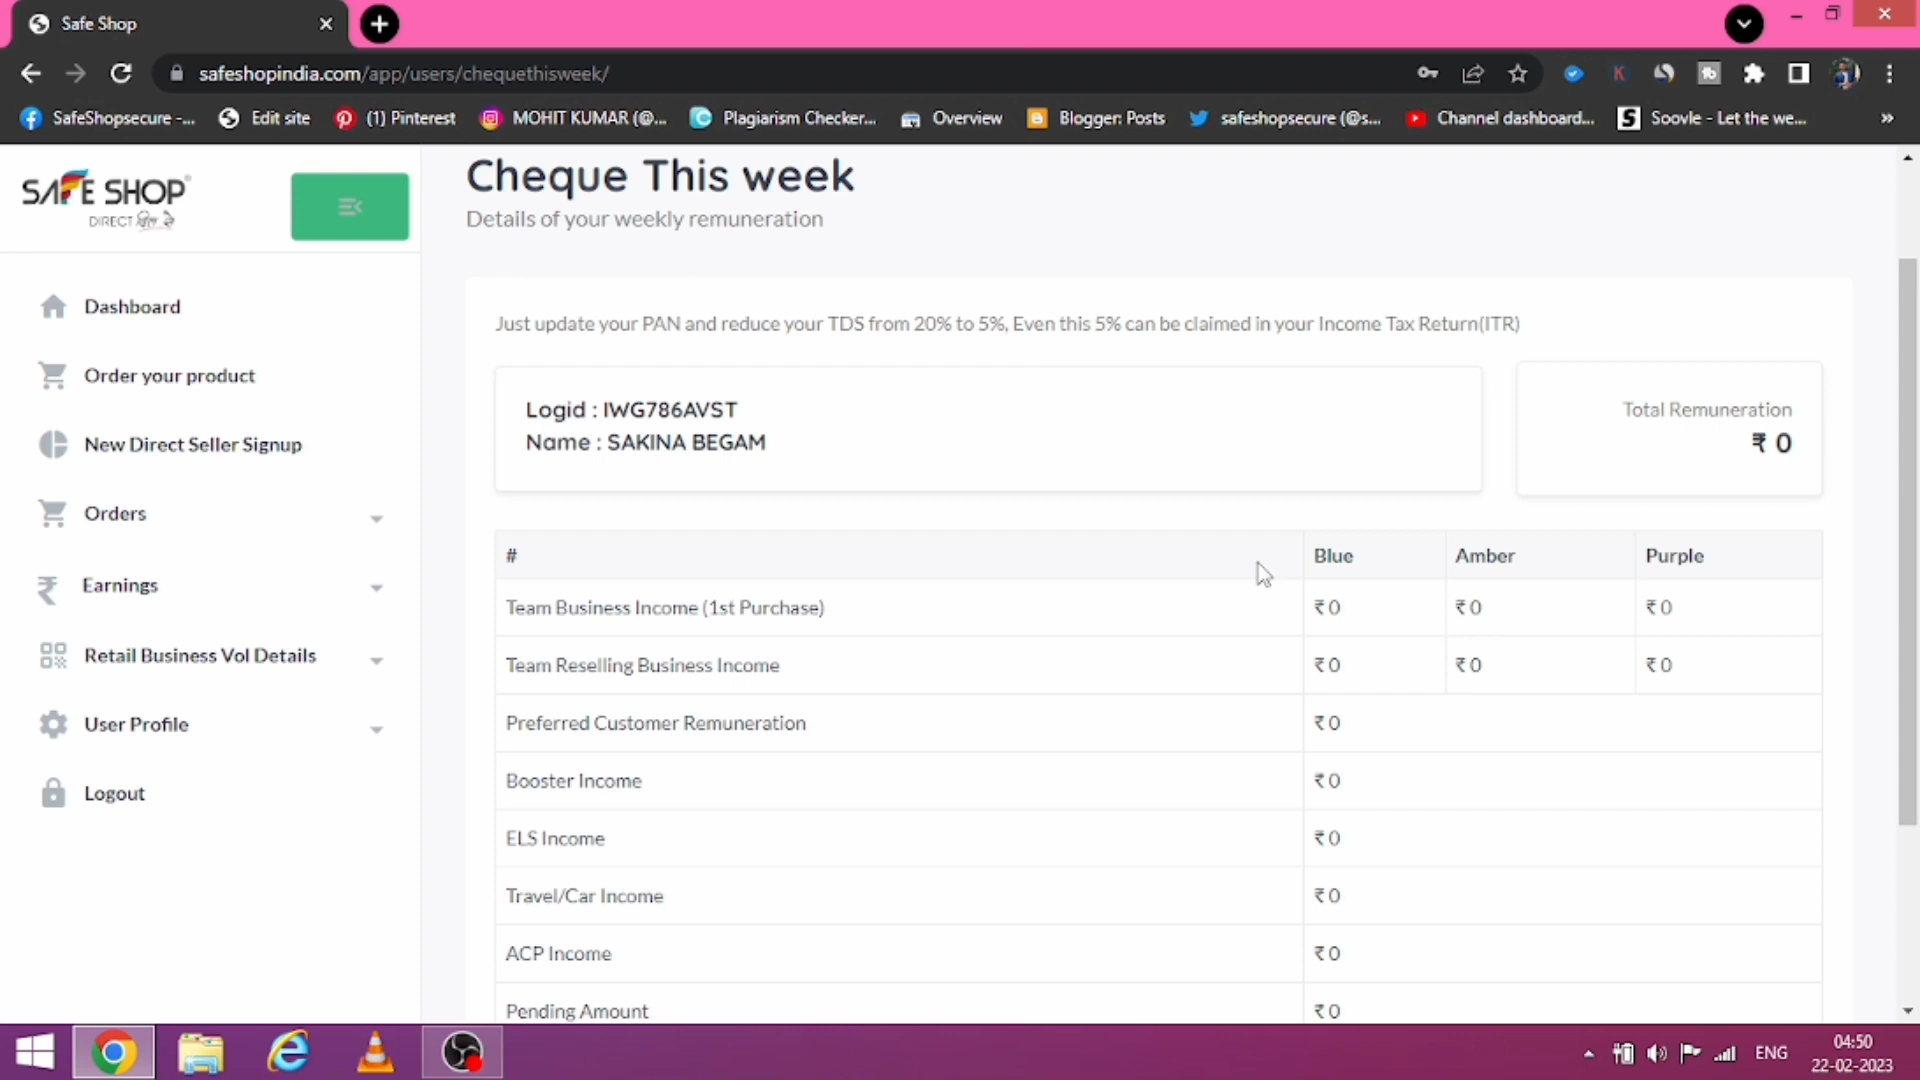 Safe Shop
safeshopindia.com/app/users/chequethisweek/
SafeShopsecure -...
Edit site
(1) Pinterest
MOHIT KUMAR (@...
Plagiarism Checker...
Overview
Blogger: Posts
safeshopsecure (@s...
Channel dashboard...
Soovle - Let the we...
»
SAFE SHOP
DIRECT
Cheque This week
Details of your weekly remuneration
Dashboard
Order your product
New Direct Seller Signup
Orders
Earnings
Retail Business Vol Details
User Profile
Logout
Just update your PAN and reduce your TDS from 20% to 5%, Even this 5% can be claimed in your Income Tax Return(ITR)
Logid : IWG786AVST
Name : SAKINA BEGAM
Total Remuneration
₹ 0
# Blue Amber Purple
Team Business Income (1st Purchase) ₹ 0 ₹ 0 ₹ 0
Team Reselling Business Income ₹ 0 ₹ 0 ₹ 0
Preferred Customer Remuneration ₹ 0
Booster Income ₹ 0
ELS Income ₹ 0
Travel/Car Income ₹ 0
ACP Income ₹ 0
Pending Amount ₹ 0
ENG
04:50
22-02-2023